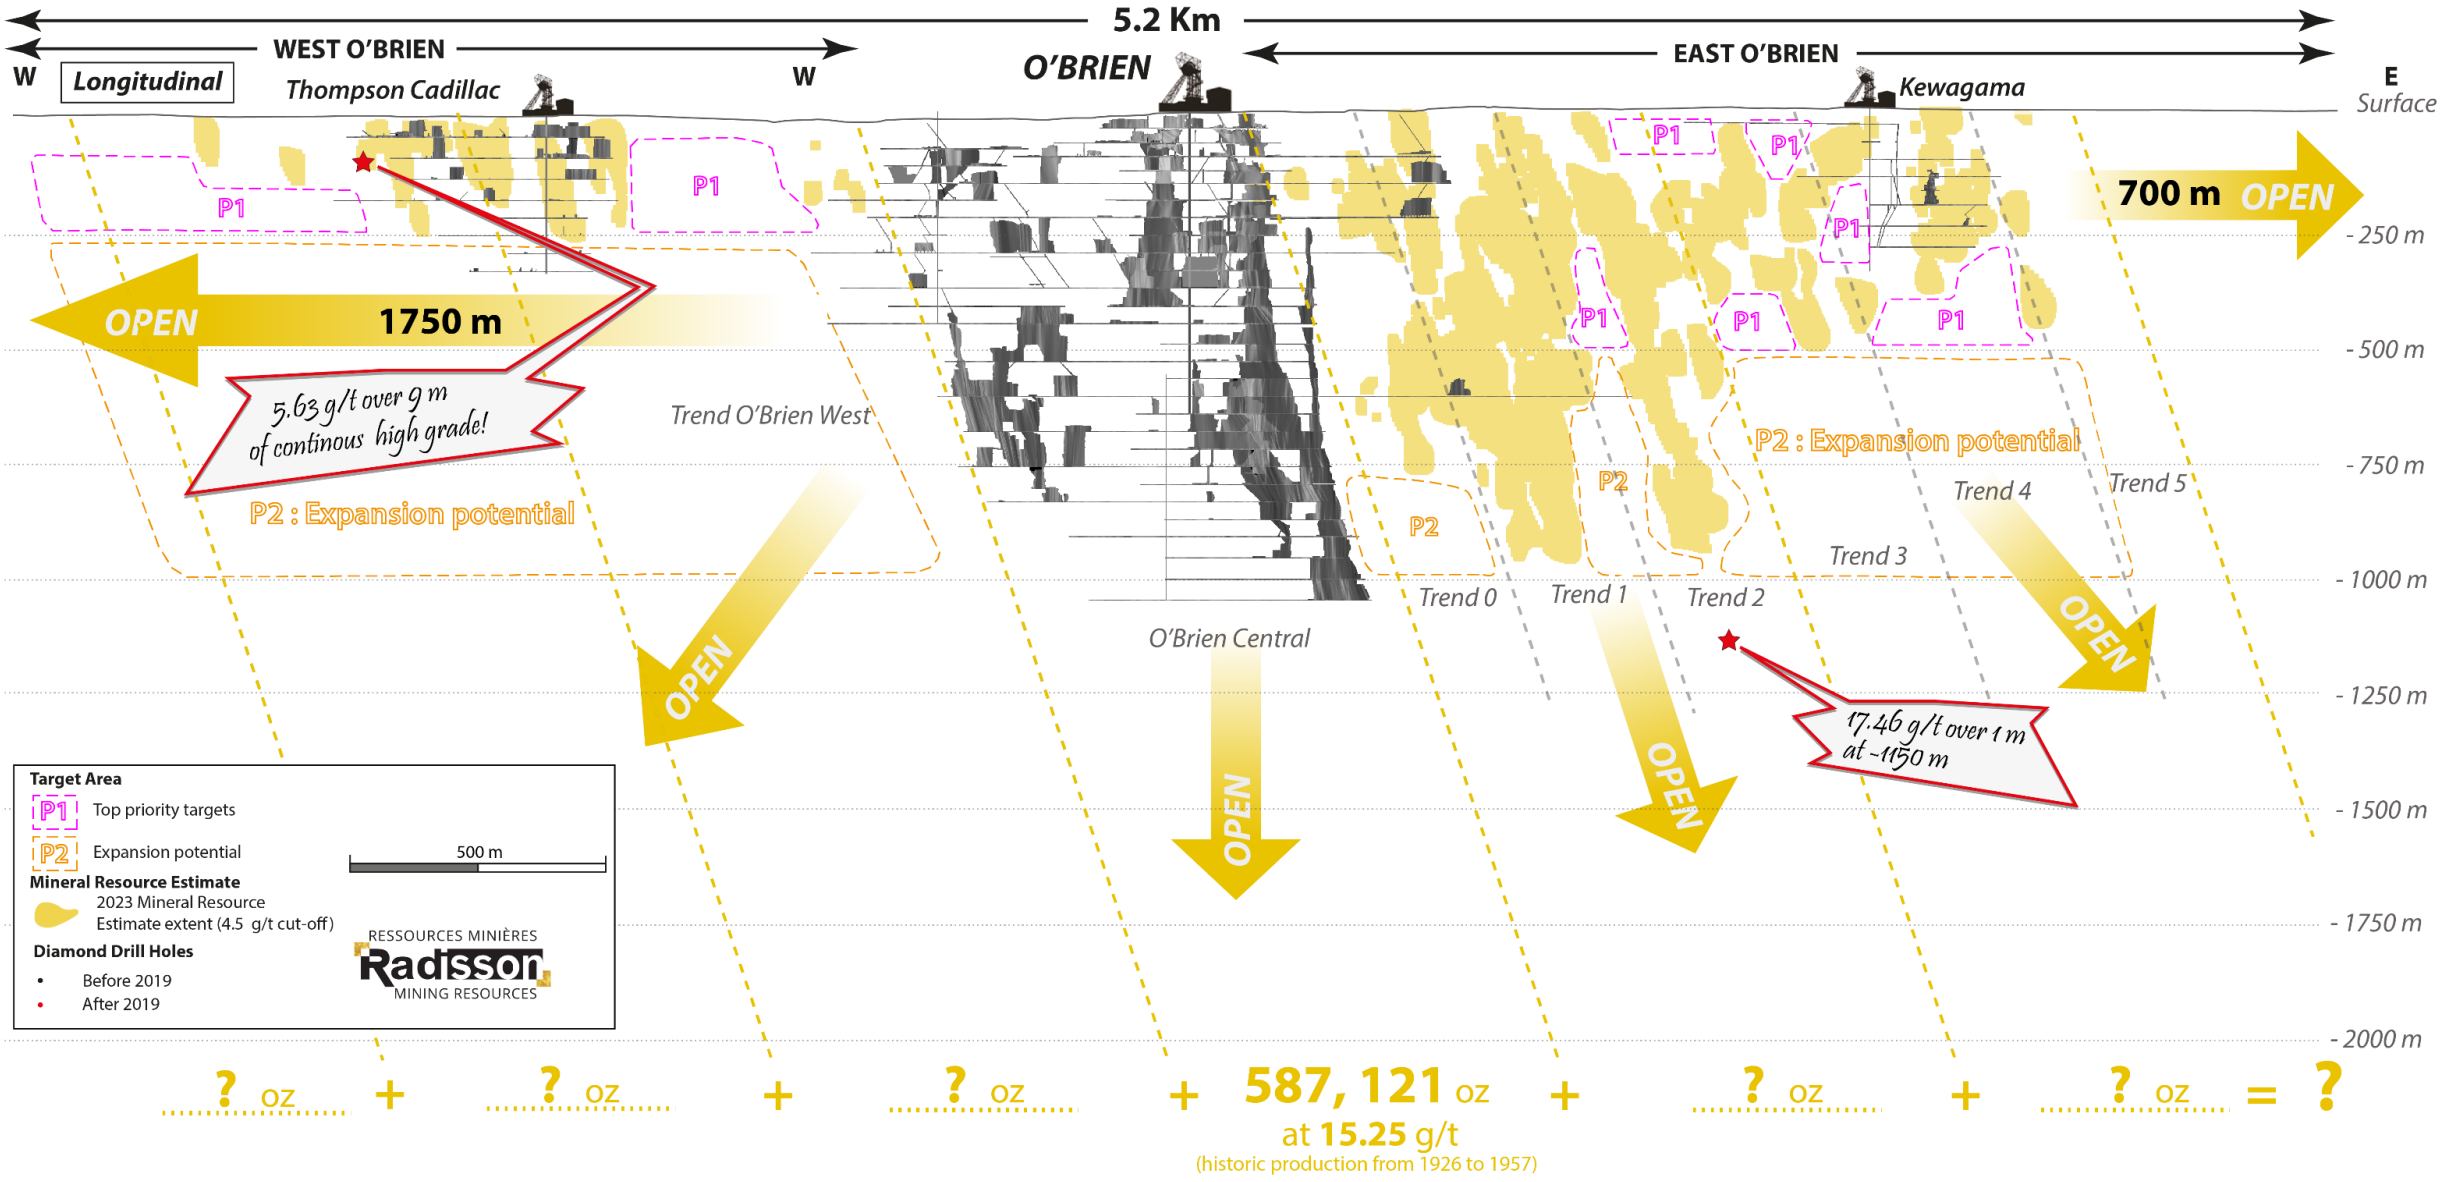 5.2 Km
WEST O'BRIEN
EAST O'BRIEN
W
Longitudinal
Thompson Cadillac
W
O'BRIEN
Kewagama
E
Surface
P1
P1
P1
P1
P1
P1
P1
P1
700 m OPEN
- 250 m
OPEN 1750 m
- 500 m
5.63 g/t over 9 m
of continous high grade!
Trend O'Brien West
P2 : Expansion potential
P2 : Expansion potential
P2
P2
- 750 m
Trend 4
Trend 5
Trend 3
- 1000 m
Trend 0
Trend 1
Trend 2
O'Brien Central
OPEN
OPEN
OPEN
OPEN
- 1250 m
17.46 g/t over 1 m
at -1150 m
- 1500 m
- 1750 m
- 2000 m
Target Area
P1 Top priority targets
P2 Expansion potential
500 m
Mineral Resource Estimate
2023 Mineral Resource
Estimate extent (4.5 g/t cut-off)
Diamond Drill Holes
Before 2019
After 2019
RESSOURCES MINIÈRES
Radisson
MINING RESOURCES
? oz + ? oz + ? oz + 587, 121 oz + ? oz + ? oz = ?
at 15.25 g/t
(historic production from 1926 to 1957)